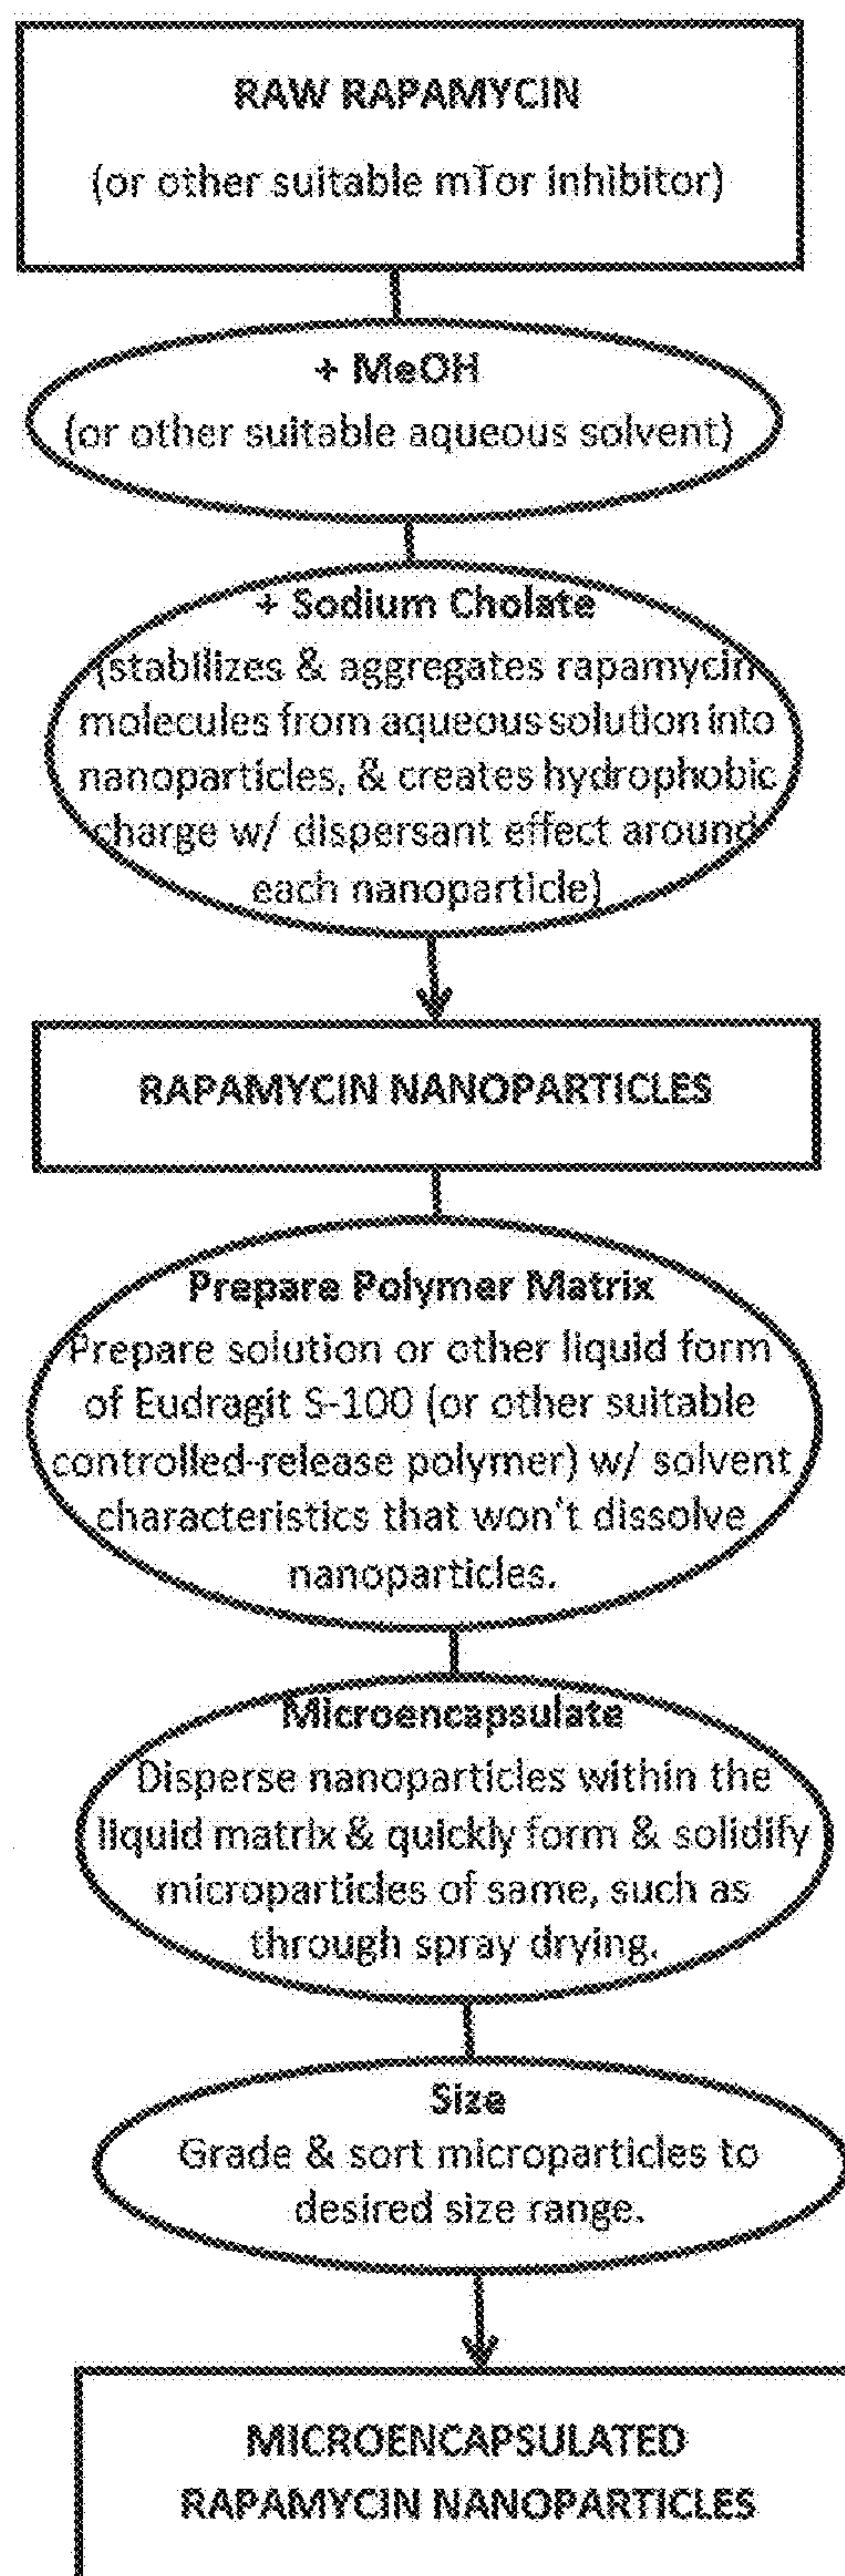 RAW RAPAMYCIN
(or other suitable mTor inhibitor)
+ MeOH
(or other suitable aqueous solvent)
+ Sodium Cholate
(stabilizes & aggregates rapamycin
molecules from aqueous solution into
nanoparticles, & creates hydrophobic
charge w/ dispersant effect around
each nanoparticle)
RAPAMYCIN NANOPARTICLES
Prepare Polymer Matrix
Prepare solution or other liquid form
of Eudragit S-100 (or other suitable
controlled-release polymer) w/ solvent
characteristics that won't dissolve
nanoparticles.
Microencapsulate
Disperse nanoparticles within the
liquid matrix & quickly form & solidify
microparticles of same, such as
through spray drying.
Size
Grade & sort microparticles to
desired size range.
MICROENCAPSULATED
RAPAMYCIN NANOPARTICLES